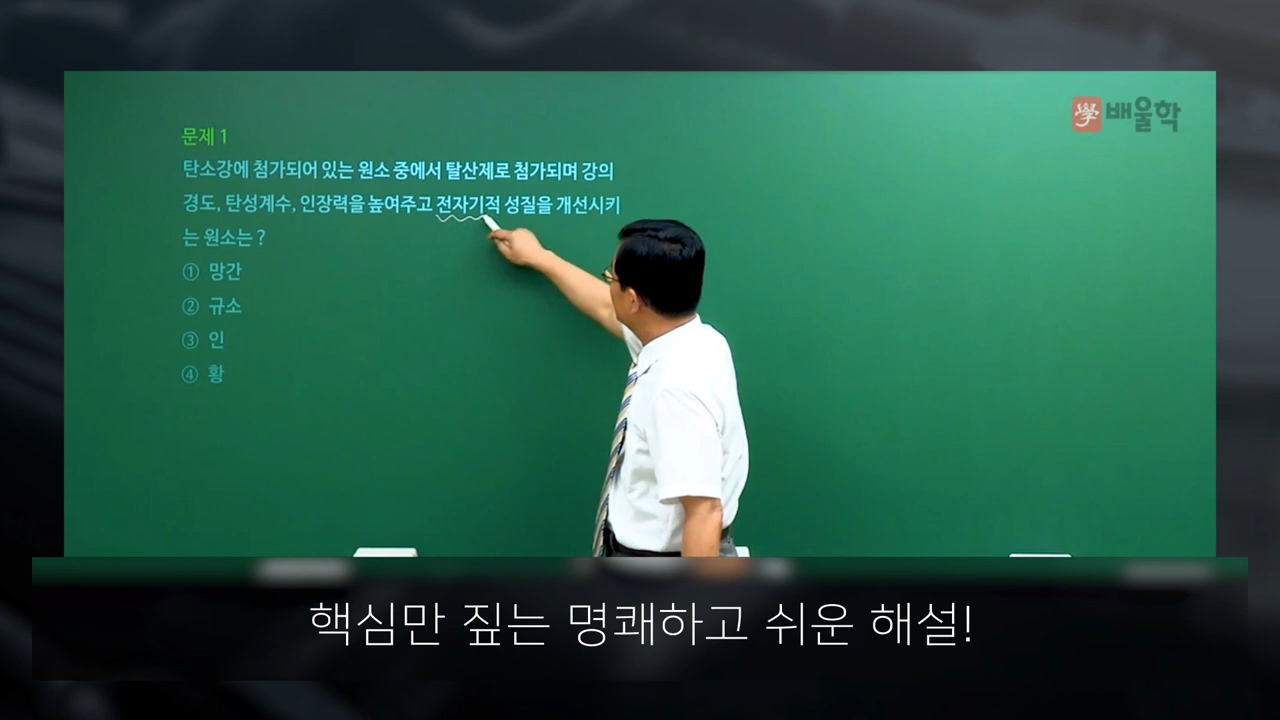 學 배울학
문제 1
탄소강에 첨가되어 있는 원소 중에서 탈산제로 첨가되며 강의
경도, 탄성계수, 인장력을 높여주고 전자기적 성질을 개선시키
는 원소는 ?
① 망간
② 규소
③ 인
④ 황
핵심만 짚는 명쾌하고 쉬운 해설!